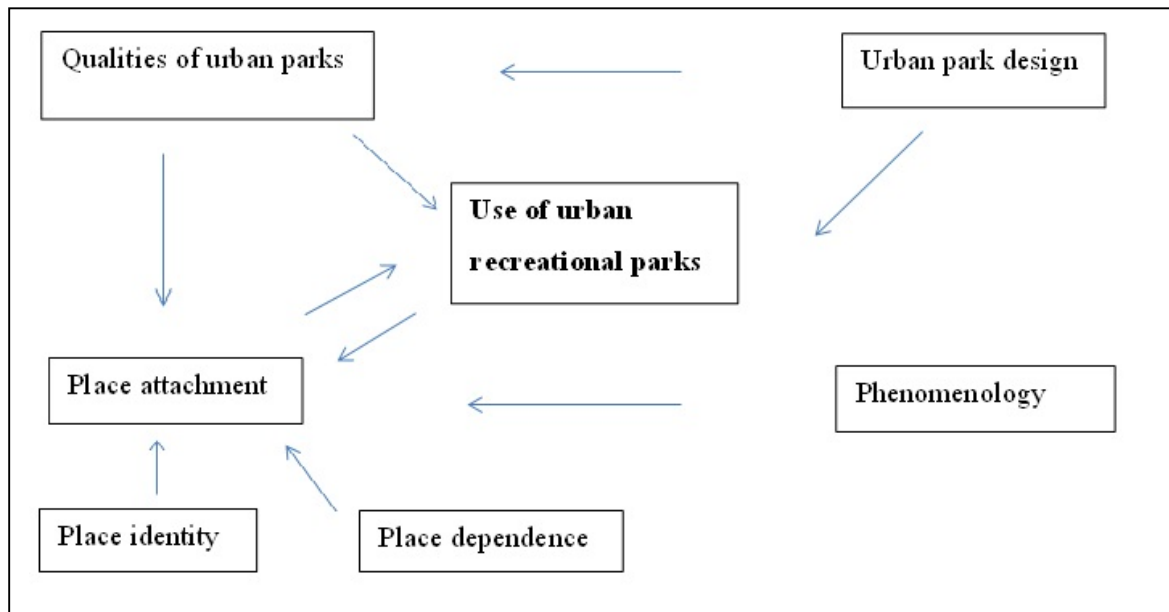 Qualities of urban parks
Urban park design
Use of urban
recreational parks
Place attachment
Phenomenology
Place identity
Place dependence